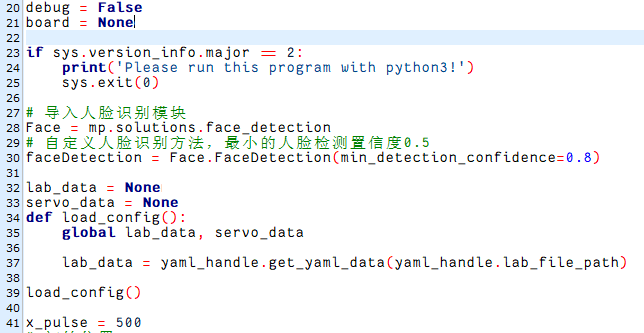 20 debug = False
21 board = None
22
23 if sys.version_info.major == 2:
24     print('Please run this program with python3!')
25     sys.exit(0)
26
27 # 导入人脸识别模块
28 Face = mp.solutions.face_detection
29 # 自定义人脸识别方法，最小的人脸检测置信度0.5
30 faceDetection = Face.FaceDetection(min_detection_confidence=0.8)
31
32 lab_data = None
33 servo_data = None
34 def load_config():
35     global lab_data, servo_data
36
37     lab_data = yaml_handle.get_yaml_data(yaml_handle.lab_file_path)
38
39 load_config()
40
41 x_pulse = 500